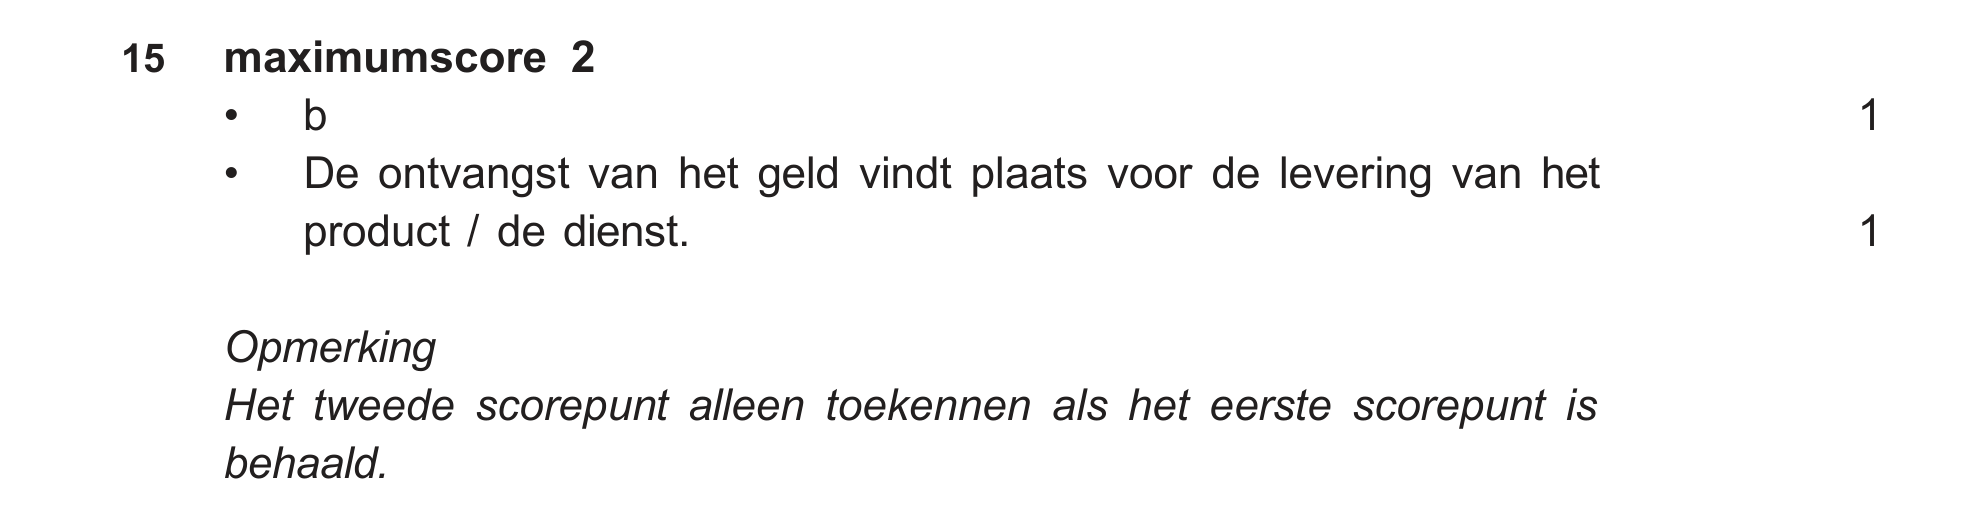 15 maximumscore 2
• b 1
• De ontvangst van het geld vindt plaats voor de levering van het
product / de dienst. 1
Opmerking
Het tweede scorepunt alleen toekennen als het eerste scorepunt is
behaald.